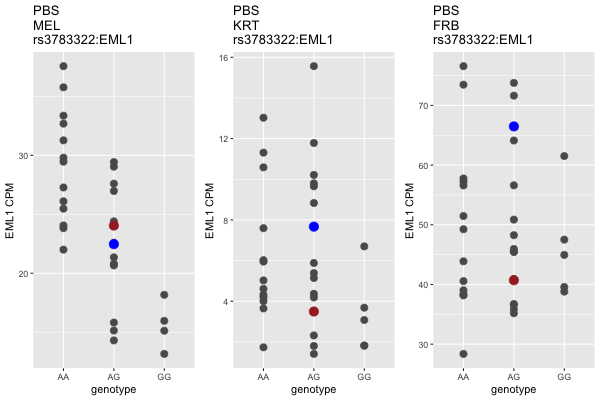 PBS
MEL
rs3783322:EML1
EML1 CPM
30
20
AA
AG
GG
genotype
PBS
KRT
rs3783322:EML1
EML1 CPM
16
12
8
4
AA
AG
GG
genotype
PBS
FRB
rs3783322:EML1
EML1 CPM
70
60
50
40
30
AA
AG
GG
genotype